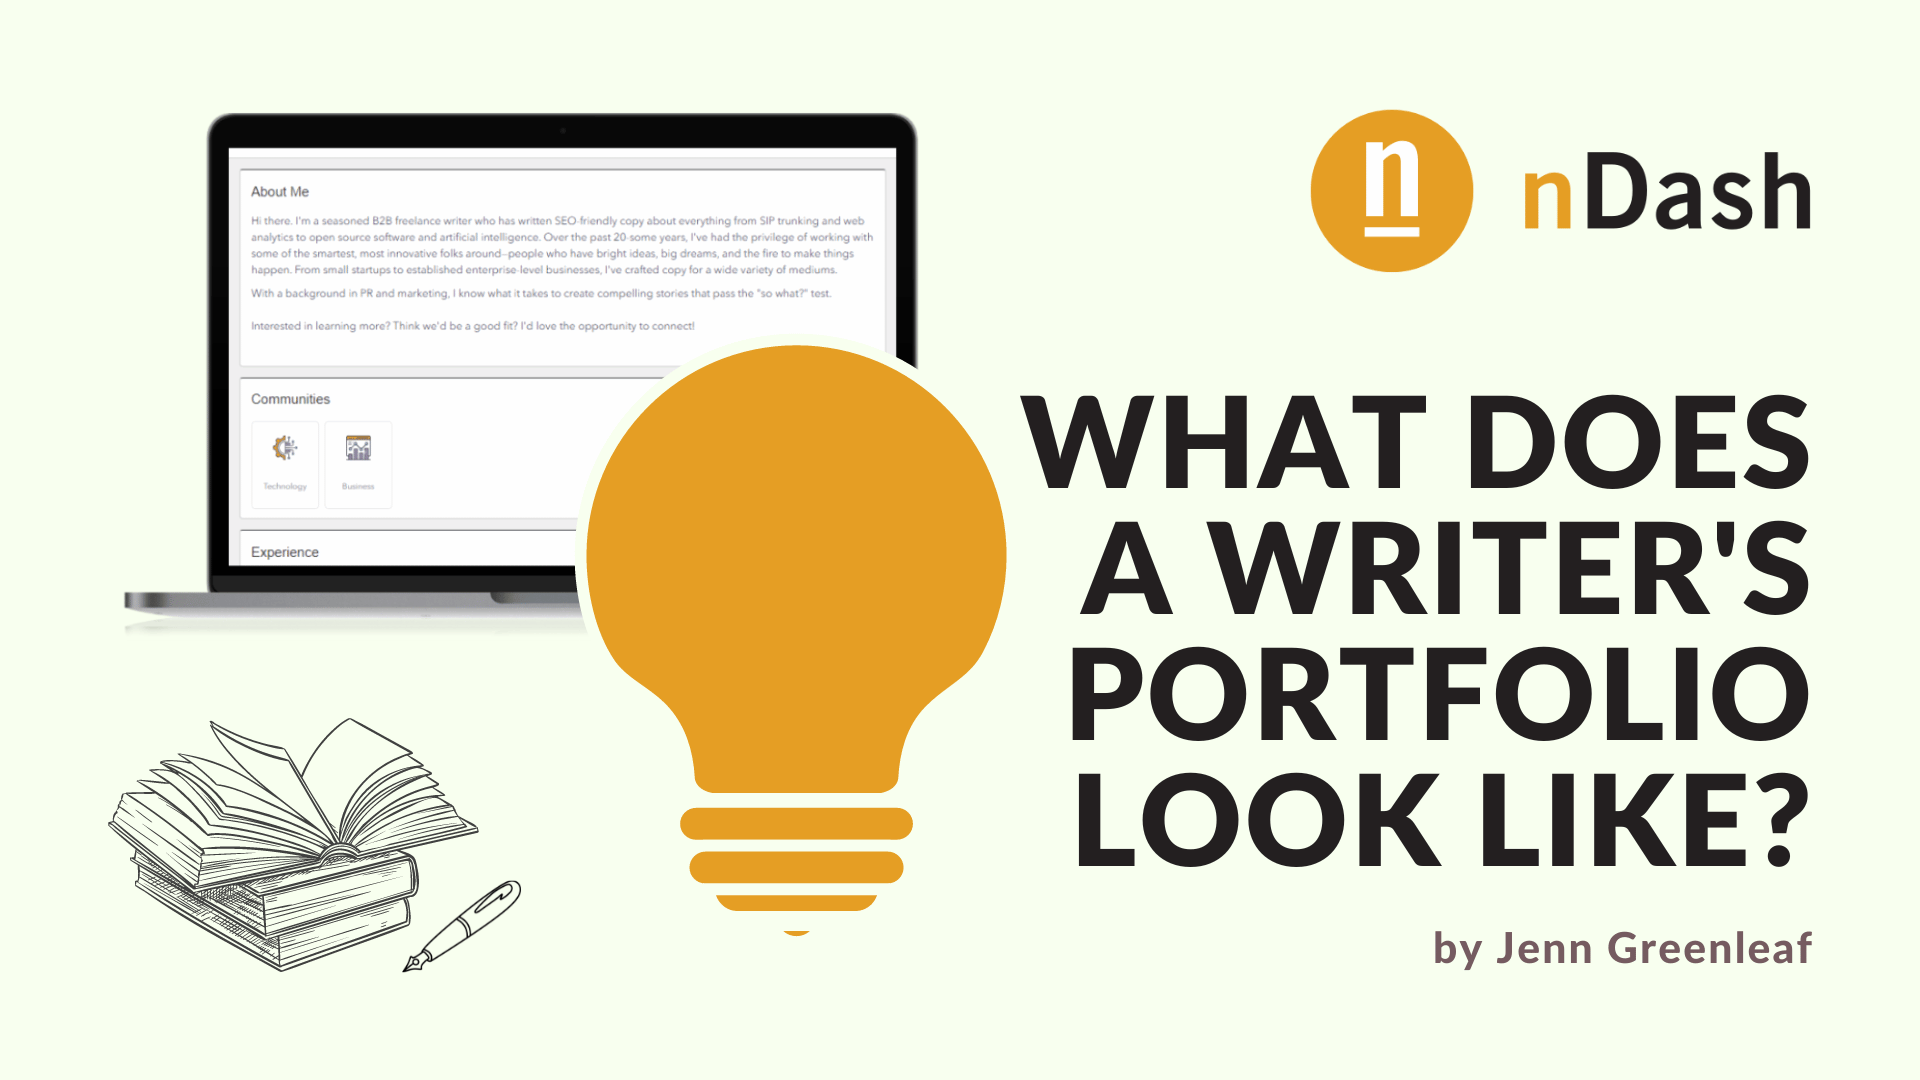 About Me
Hi there. I'm a seasoned B2B freelance writer who has written SEO-friendly copy about everything from SIP trunking and web
analytics to open source software and artificial intelligence. Over the past 20-some years, I've had the privilege of working with
some of the smartest, most innovative folks around–people who have bright ideas, big dreams, and the fire to make things
happen. From small startups to established enterprise-level businesses, I've crafted copy for a wide variety of mediums.
With a background in PR and marketing, I know what it takes to create compelling stories that pass the "so what?" test.
Interested in learning more? Think we'd be a good fit? I'd love the opportunity to connect!
Communities
Technology
Business
Experience
n
nDash
WHAT DOES
A WRITER'S
PORTFOLIO
LOOK LIKE?
by Jenn Greenleaf